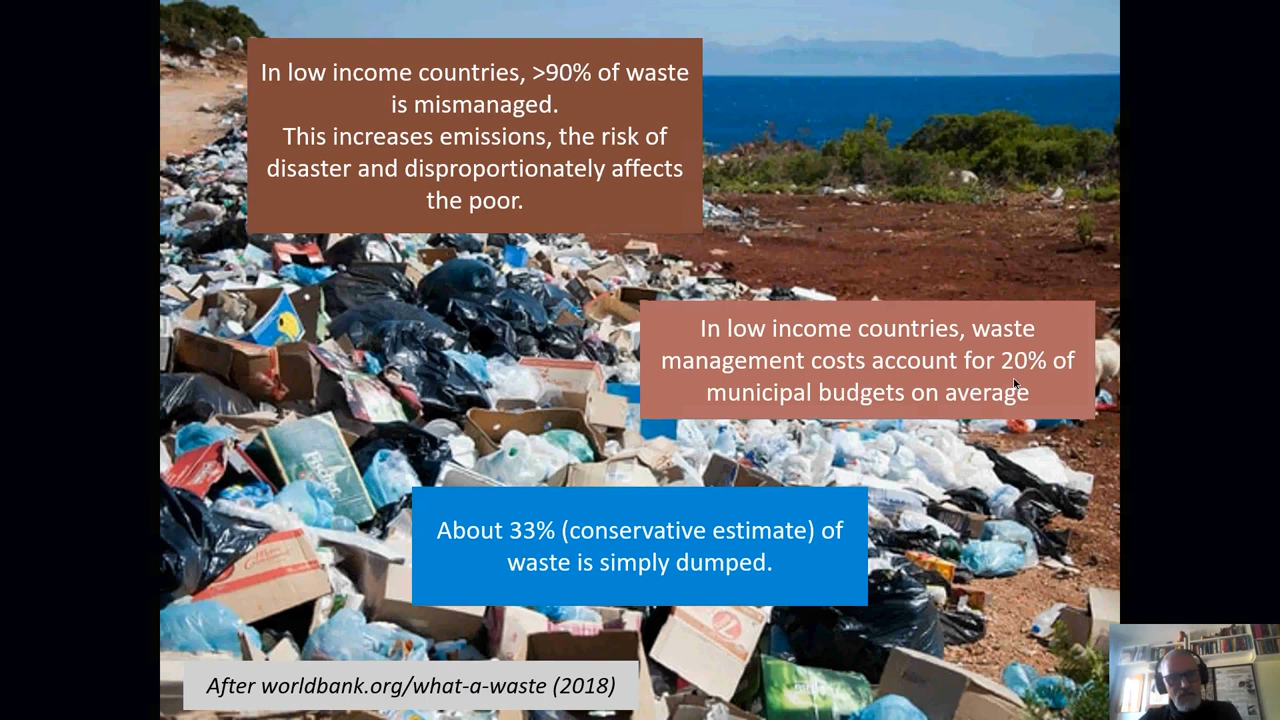 In low income countries, >90% of waste
is mismanaged.
This increases emissions, the risk of
disaster and disproportionately affects
the poor.
In low income countries, waste
management costs account for 20% of
municipal budgets on average
About 33% (conservative estimate) of
waste is simply dumped.
After worldbank.org/what-a-waste (2018)